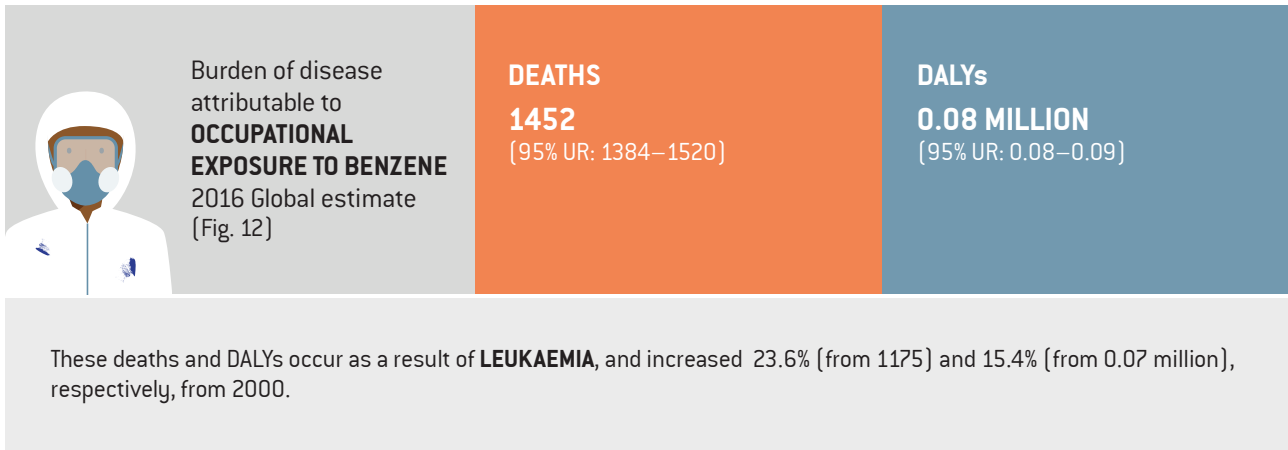 Burden of disease
attributable to
OCCUPATIONAL
EXPOSURE TO BENZENE
2016 Global estimate
(Fig. 12)
DEATHS
1452
(95% UR: 1384–1520)
DALYs
0.08 MILLION
(95% UR: 0.08–0.09)
These deaths and DALYs occur as a result of LEUKAEMIA, and increased 23.6% (from 1175) and 15.4% (from 0.07 million),
respectively, from 2000.